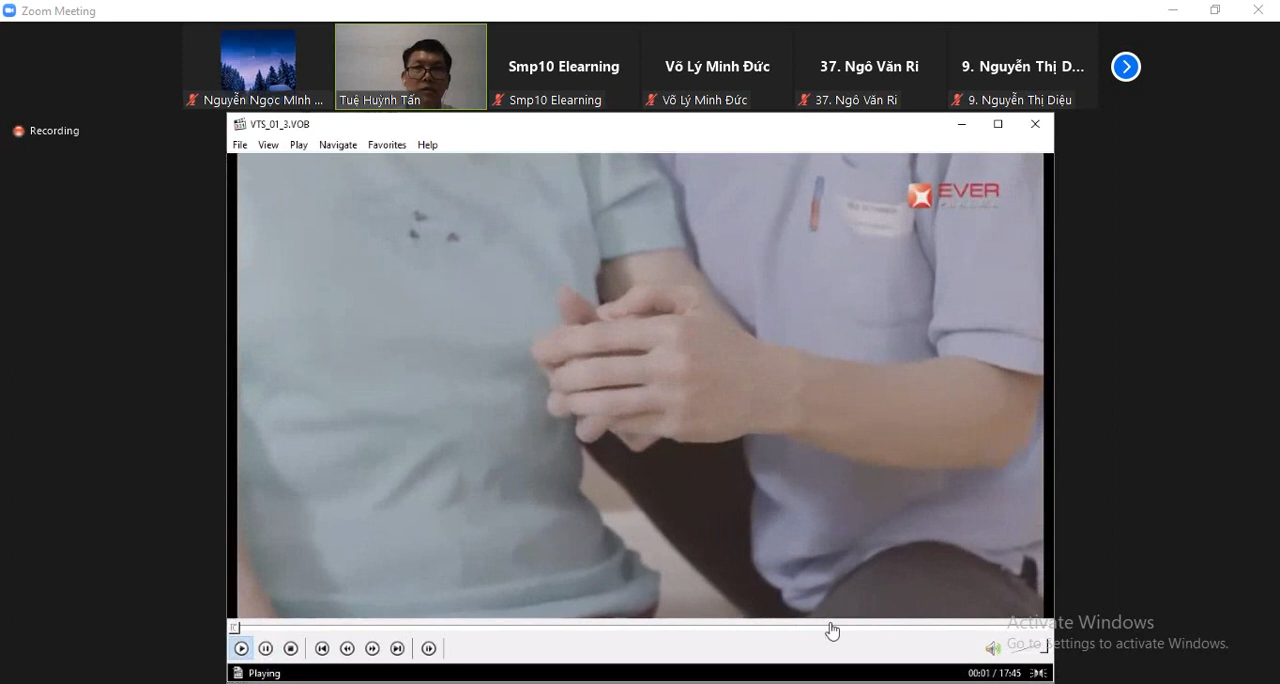 Zoom Meeting
Smp10 Elearning
Võ Lý Minh Đức
37. Ngô Văn Ri
9. Nguyễn Thị D...
Nguyễn Ngọc Minh ...
Tuệ Huỳnh Tấn
Smp10 Elearning
Võ Lý Minh Đức
37. Ngô Văn Ri
9. Nguyễn Thị Diệu
Recording
VTS_01_3.VOB
File View Play Navigate Favorites Help
EVER
Activate Windows
Go to Settings to activate Windows.
Playing
00:01 / 17:45